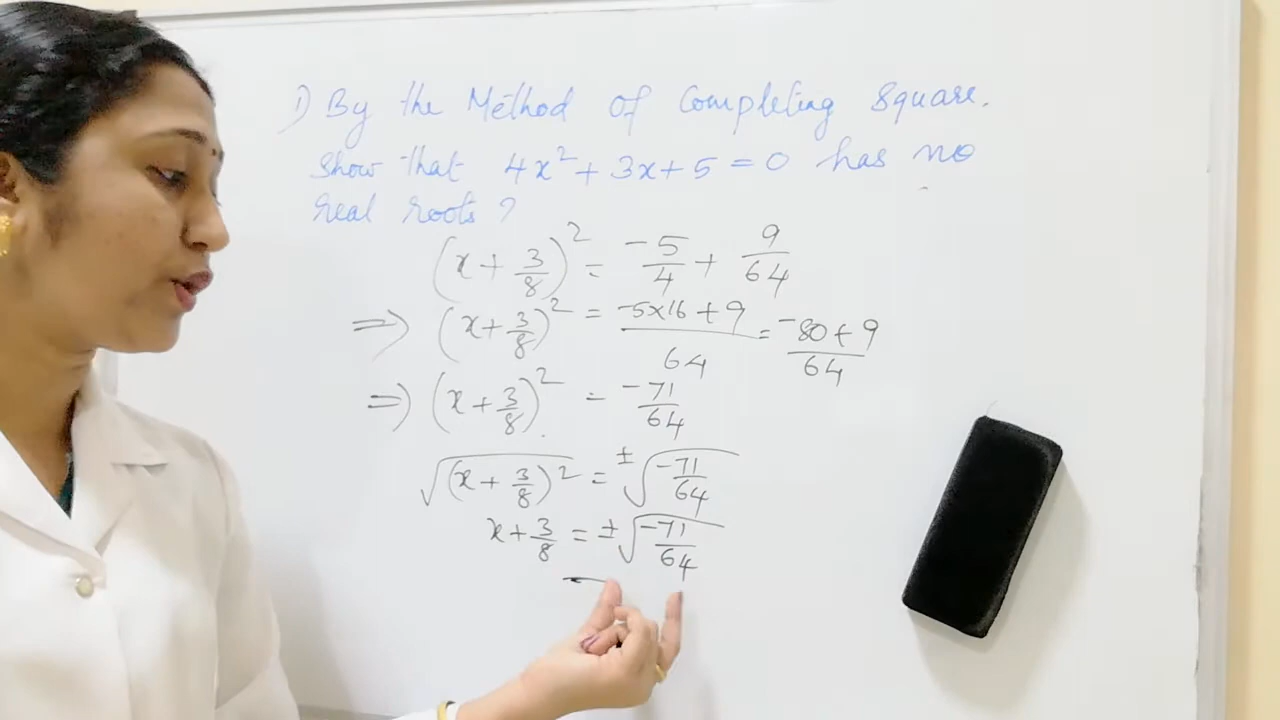 1) By the Method of Completing Square.
Show that 4x² + 3x + 5 = 0 has no
real roots ?
(x + 3/8)² = -5/4 + 9/64
=> (x + 3/8)² = (-5x16 + 9)/64 = (-80 + 9)/64
=> (x + 3/8)² = -71/64
√(x + 3/8)² = ± √(-71/64)
x + 3/8 = ± √(-71/64)